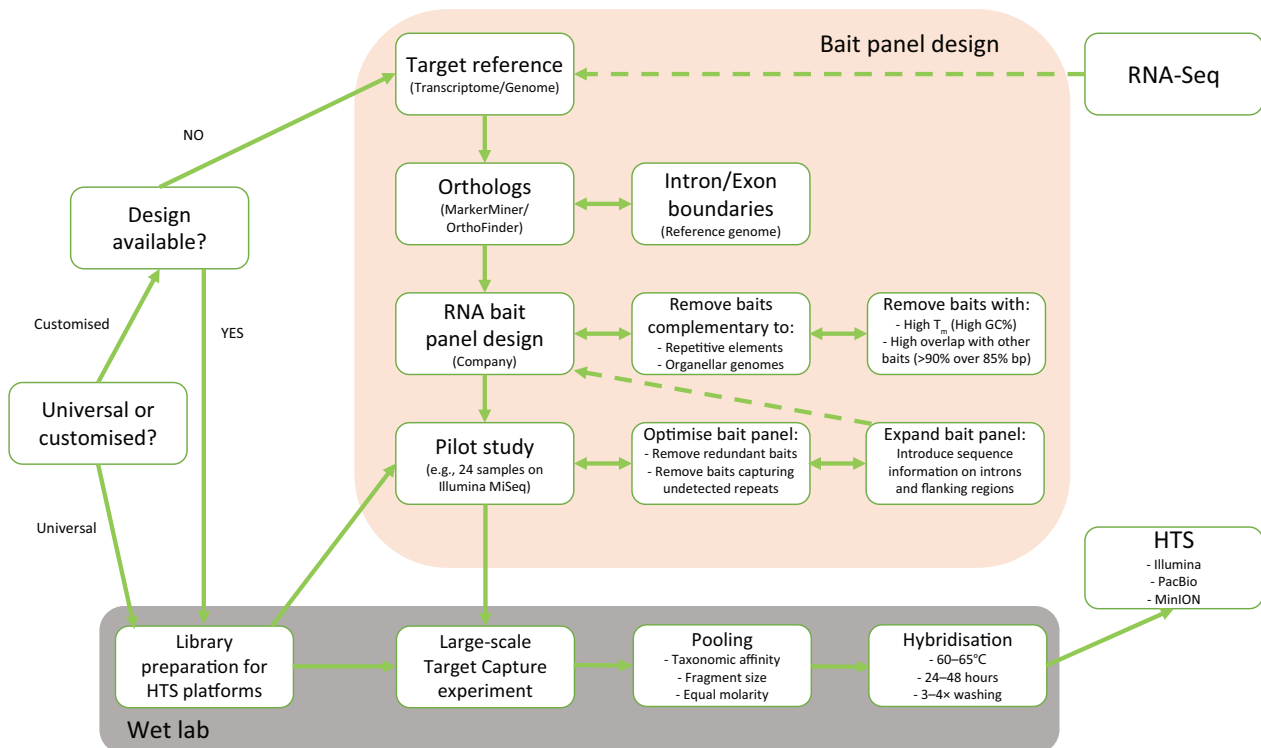 Bait panel design
Target reference
(Transcriptome/Genome)
RNA-Seq
NO
Orthologs
(MarkerMiner/
OrthoFinder)
Intron/Exon
boundaries
(Reference genome)
Design
available?
Customised
YES
RNA bait
panel design
(Company)
Remove baits
complementary to:
- Repetitive elements
- Organellar genomes
Remove baits with:
- High Tm (High GC%)
- High overlap with other
baits (>90% over 85% bp)
Universal or
customised?
Pilot study
(e.g., 24 samples on
Illumina MiSeq)
Optimise bait panel:
- Remove redundant baits
- Remove baits capturing
undetected repeats
Expand bait panel:
Introduce sequence
information on introns
and flanking regions
Universal
HTS
- Illumina
- PacBio
- MinION
Library
preparation for
HTS platforms
Large-scale
Target Capture
experiment
Pooling
- Taxonomic affinity
- Fragment size
- Equal molarity
Hybridisation
- 60–65°C
- 24–48 hours
- 3–4× washing
Wet lab